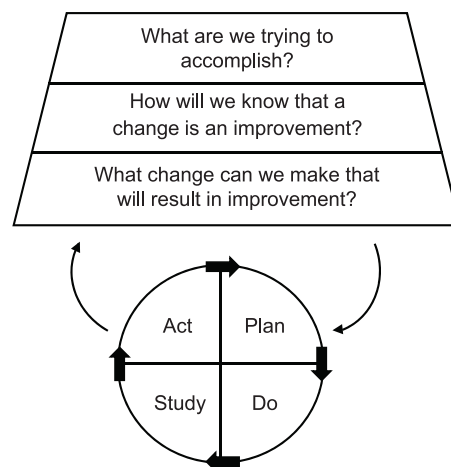 What are we trying to
accomplish?
How will we know that a
change is an improvement?
What change can we make that
will result in improvement?
Act
Plan
Study
Do